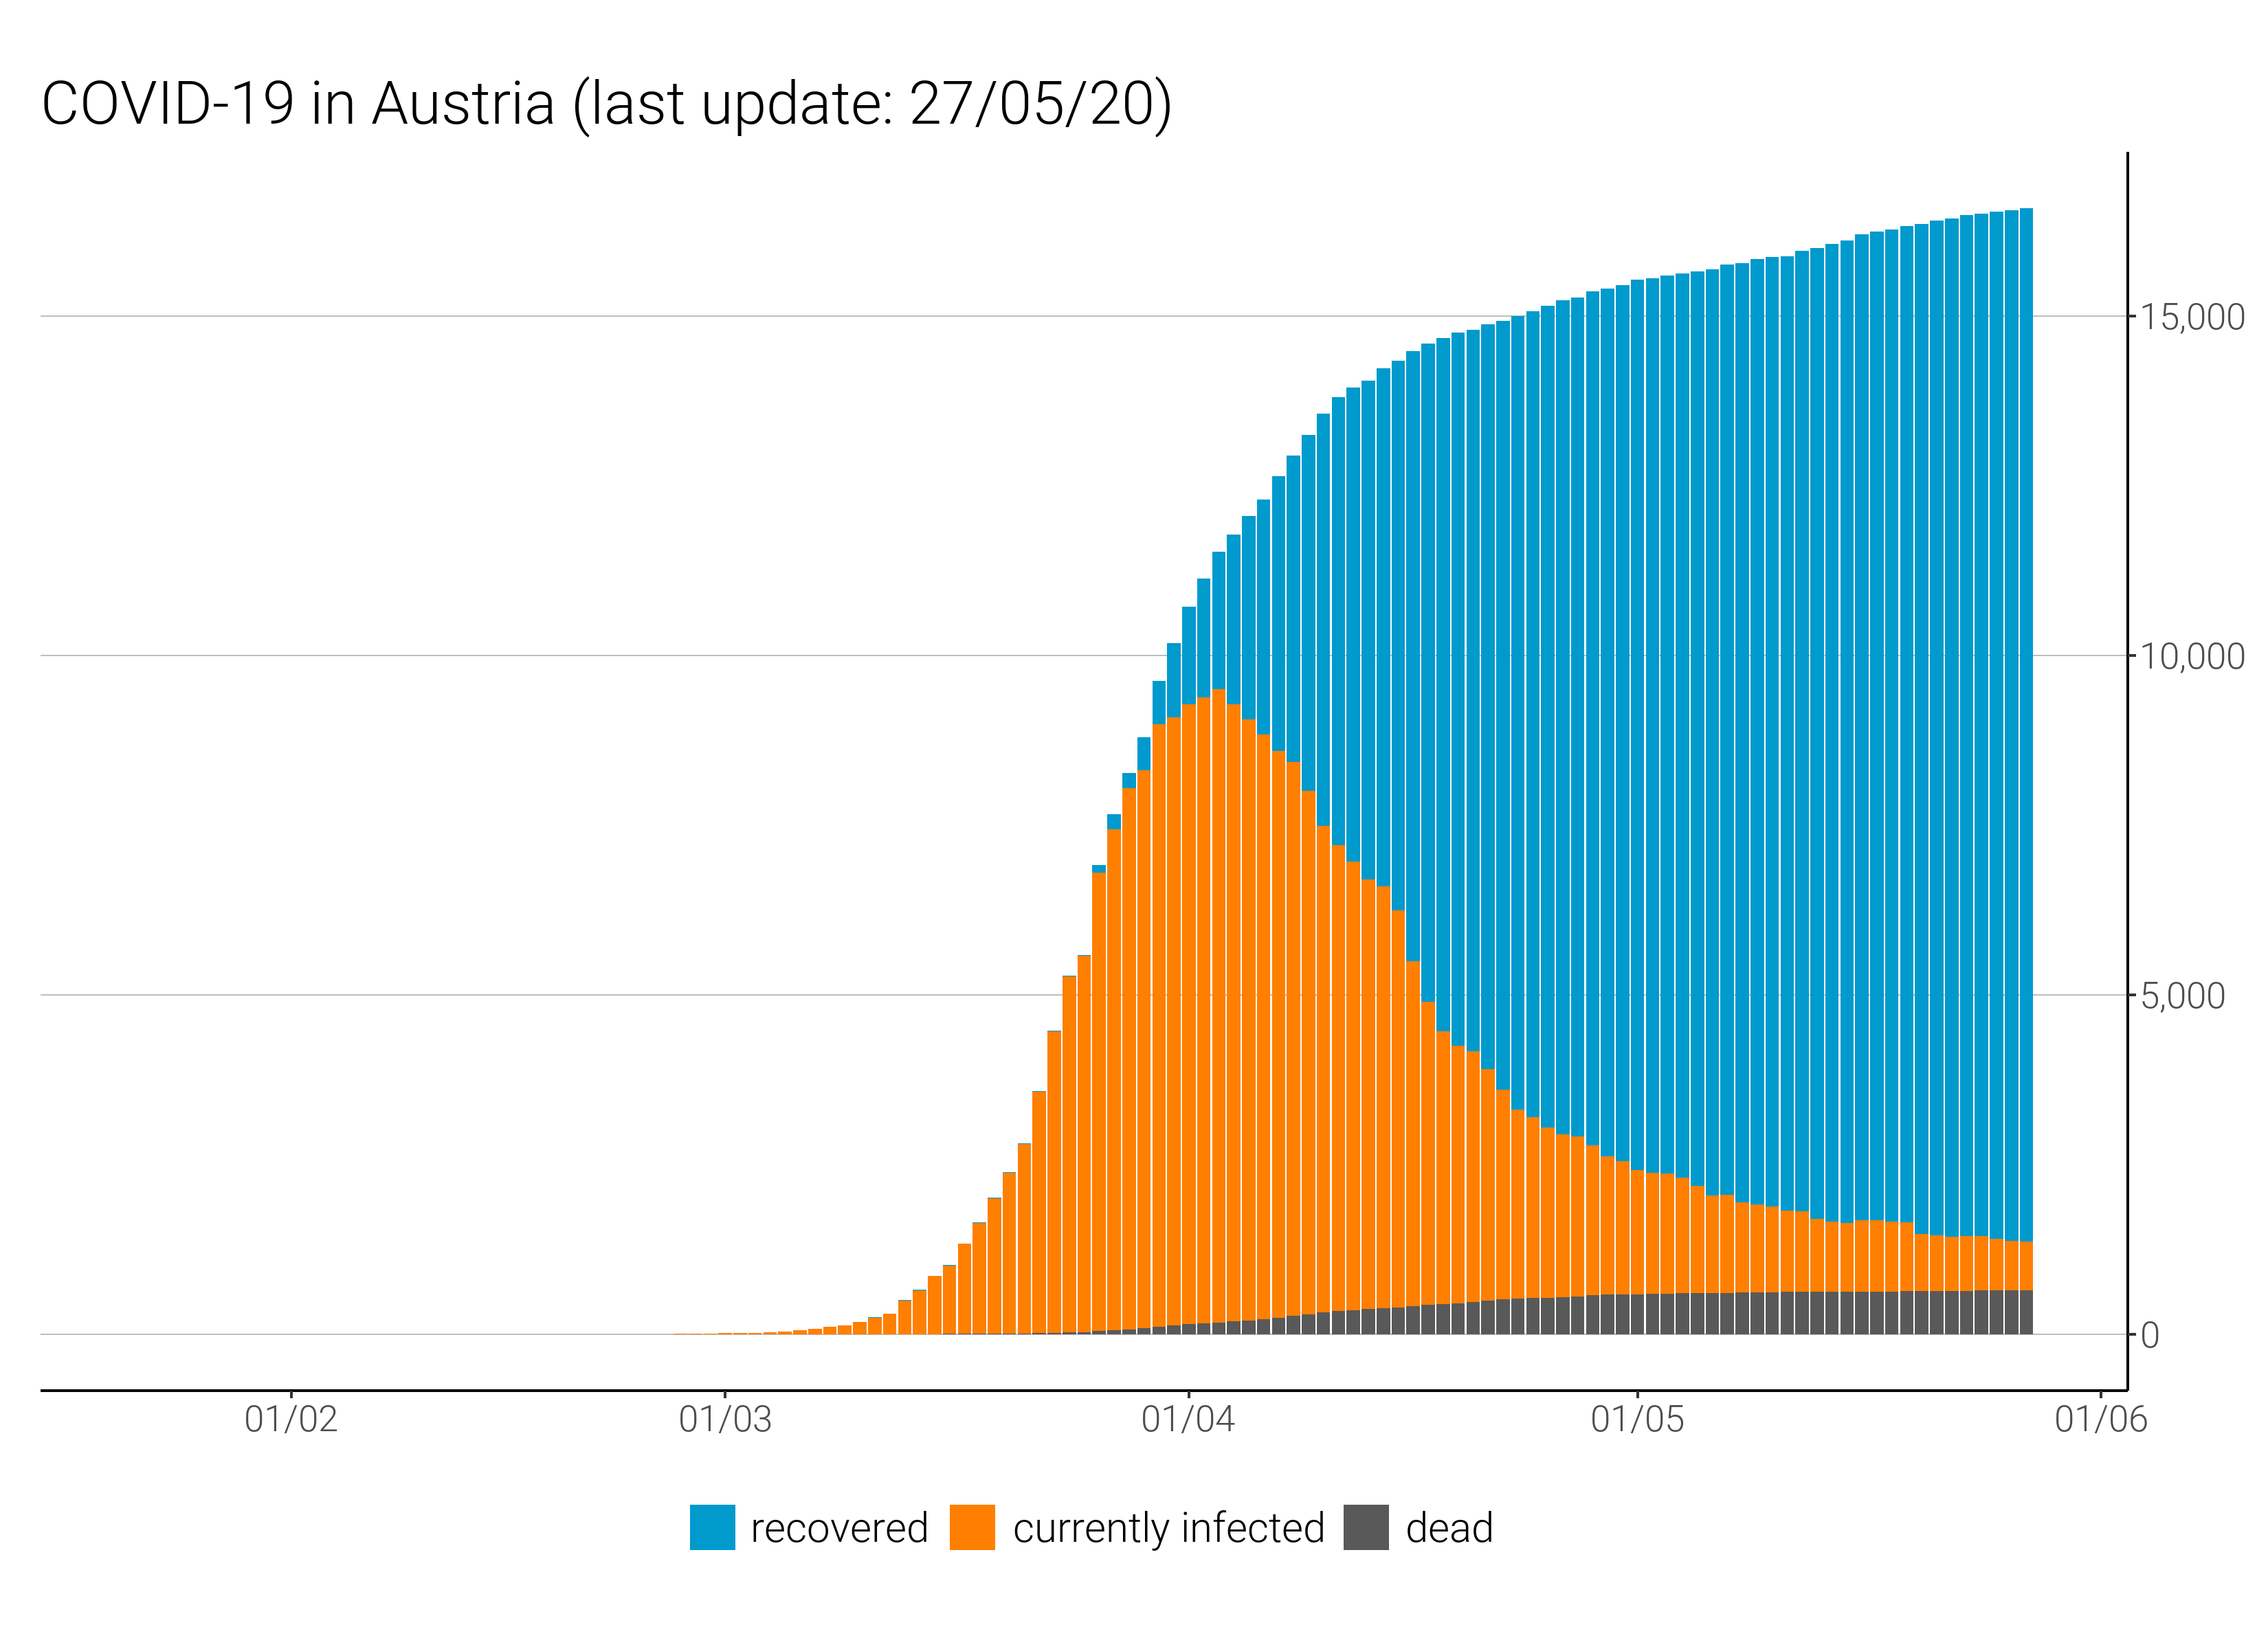 COVID-19 in Austria (last update: 27/05/20)
15,000
10,000
5,000
0
01/02 01/03 01/04 01/05 01/06
recovered currently infected dead